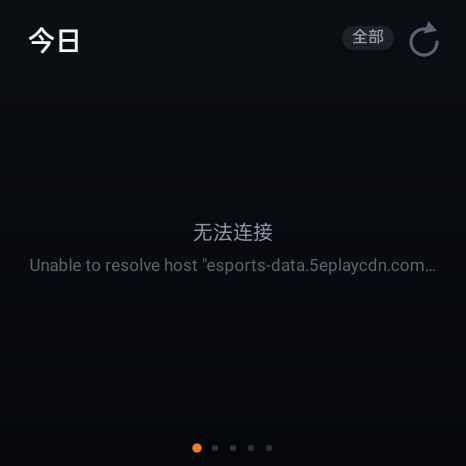 今日
全部
无法连接
Unable to resolve host "esports-data.5eplaycdn.com…